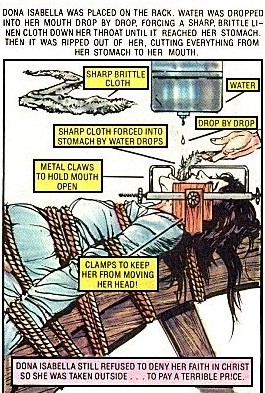 DONA ISABELLA WAS PLACED ON THE RACK. WATER WAS DROPPED
INTO HER MOUTH DROP BY DROP, FORCING A SHARP, BRITTLE LI-
NEN CLOTH DOWN HER THROAT UNTIL IT REACHED HER STOMACH.
THEN IT WAS RIPPED OUT OF HER, CUTTING EVERYTHING FROM
HER STOMACH TO HER MOUTH.
SHARP BRITTLE
CLOTH
WATER
DROP BY DROP
SHARP CLOTH FORCED INTO
STOMACH BY WATER DROPS
METAL CLAWS
TO HOLD MOUTH
OPEN
CLAMPS TO KEEP
HER FROM MOVING
HER HEAD!
DONA ISABELLA STILL REFUSED TO DENY HER FAITH IN CHRIST
SO SHE WAS TAKEN OUTSIDE . . . TO PAY A TERRIBLE PRICE.